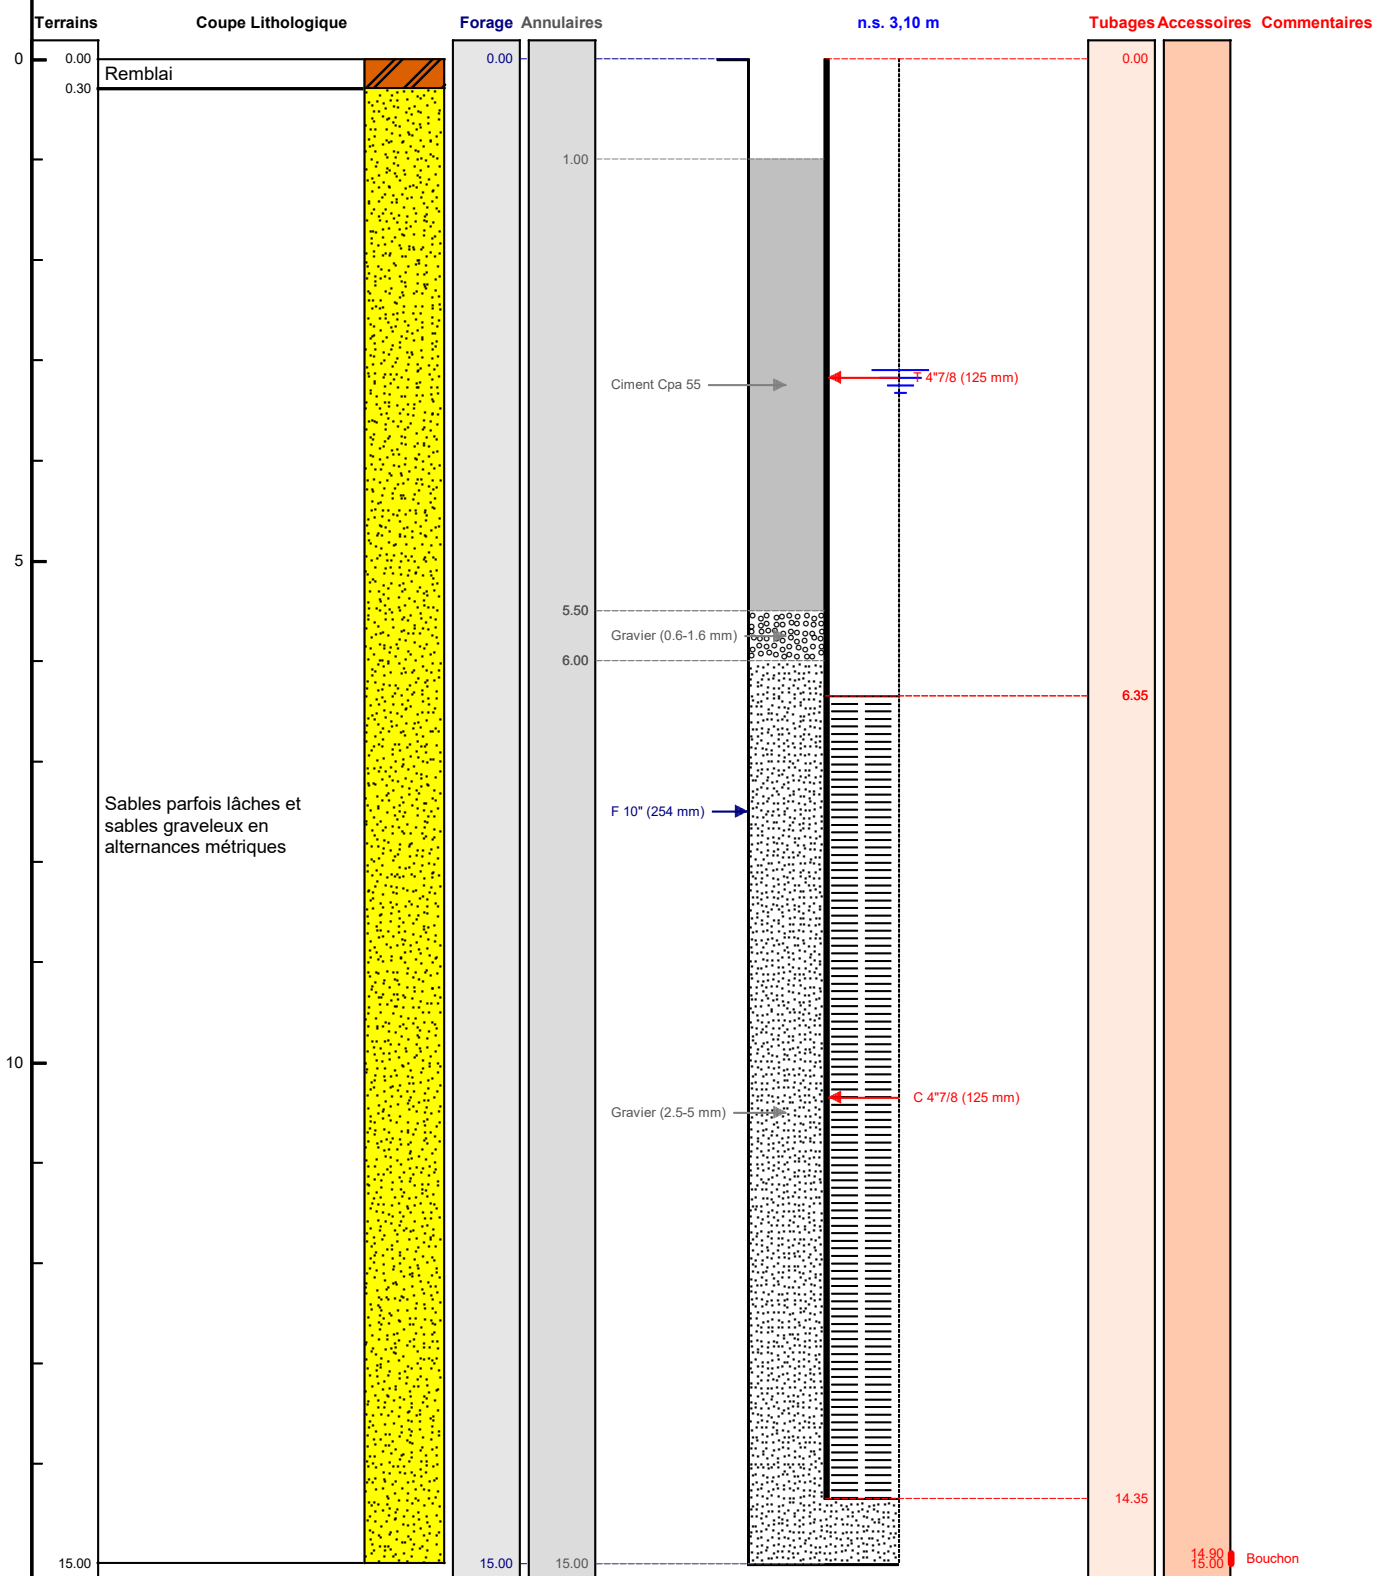 Terrains Coupe Lithologique Forage Annulaires n.s. 3,10 m Tubages Accessoires Commentaires
0 0.00 0.00 0.00
Remblai
0.30
1.00
Ciment Cpa 55
T 4"7/8 (125 mm)
5
5.50
Gravier (0.6-1.6 mm)
6.00
6.35
Sables parfois lâches et
sables graveleux en
alternances métriques
F 10" (254 mm)
10
C 4"7/8 (125 mm)
Gravier (2.5-5 mm)
14.35
14.90
15.00 15.00 15.00 15.00
Bouchon